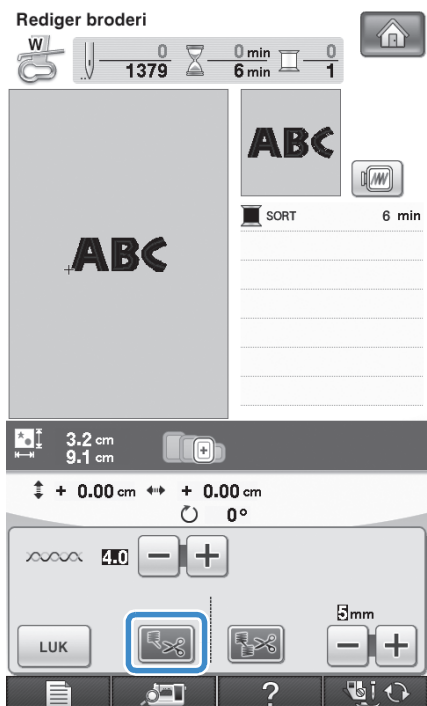 Rediger broderi
W
0
1379
0 min
6 min
0
1
ABC
SORT 6 min
ABC
3.2 cm
9.1 cm
+ 0.00 cm + 0.00 cm
0°
4.0 - +
5mm
LUK
- +
?